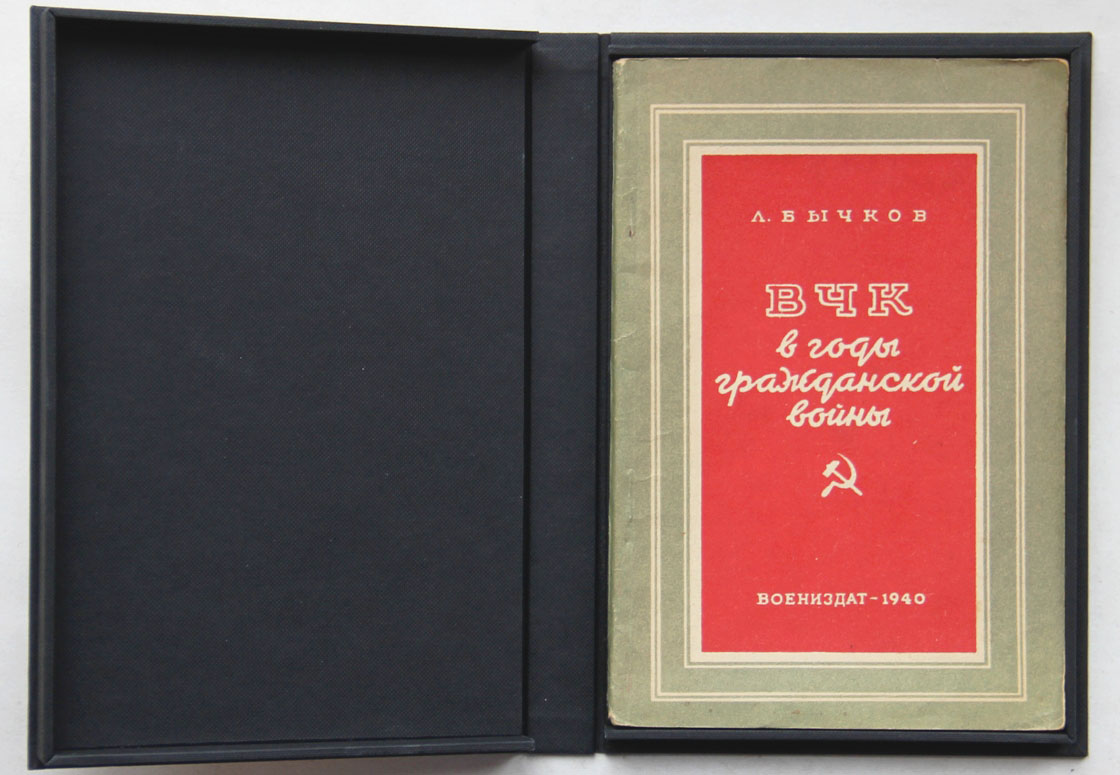 Л. БЫЧКОВ
ВЧК
в годы
гражданской
войны
ВОЕНИЗДАТ - 1940